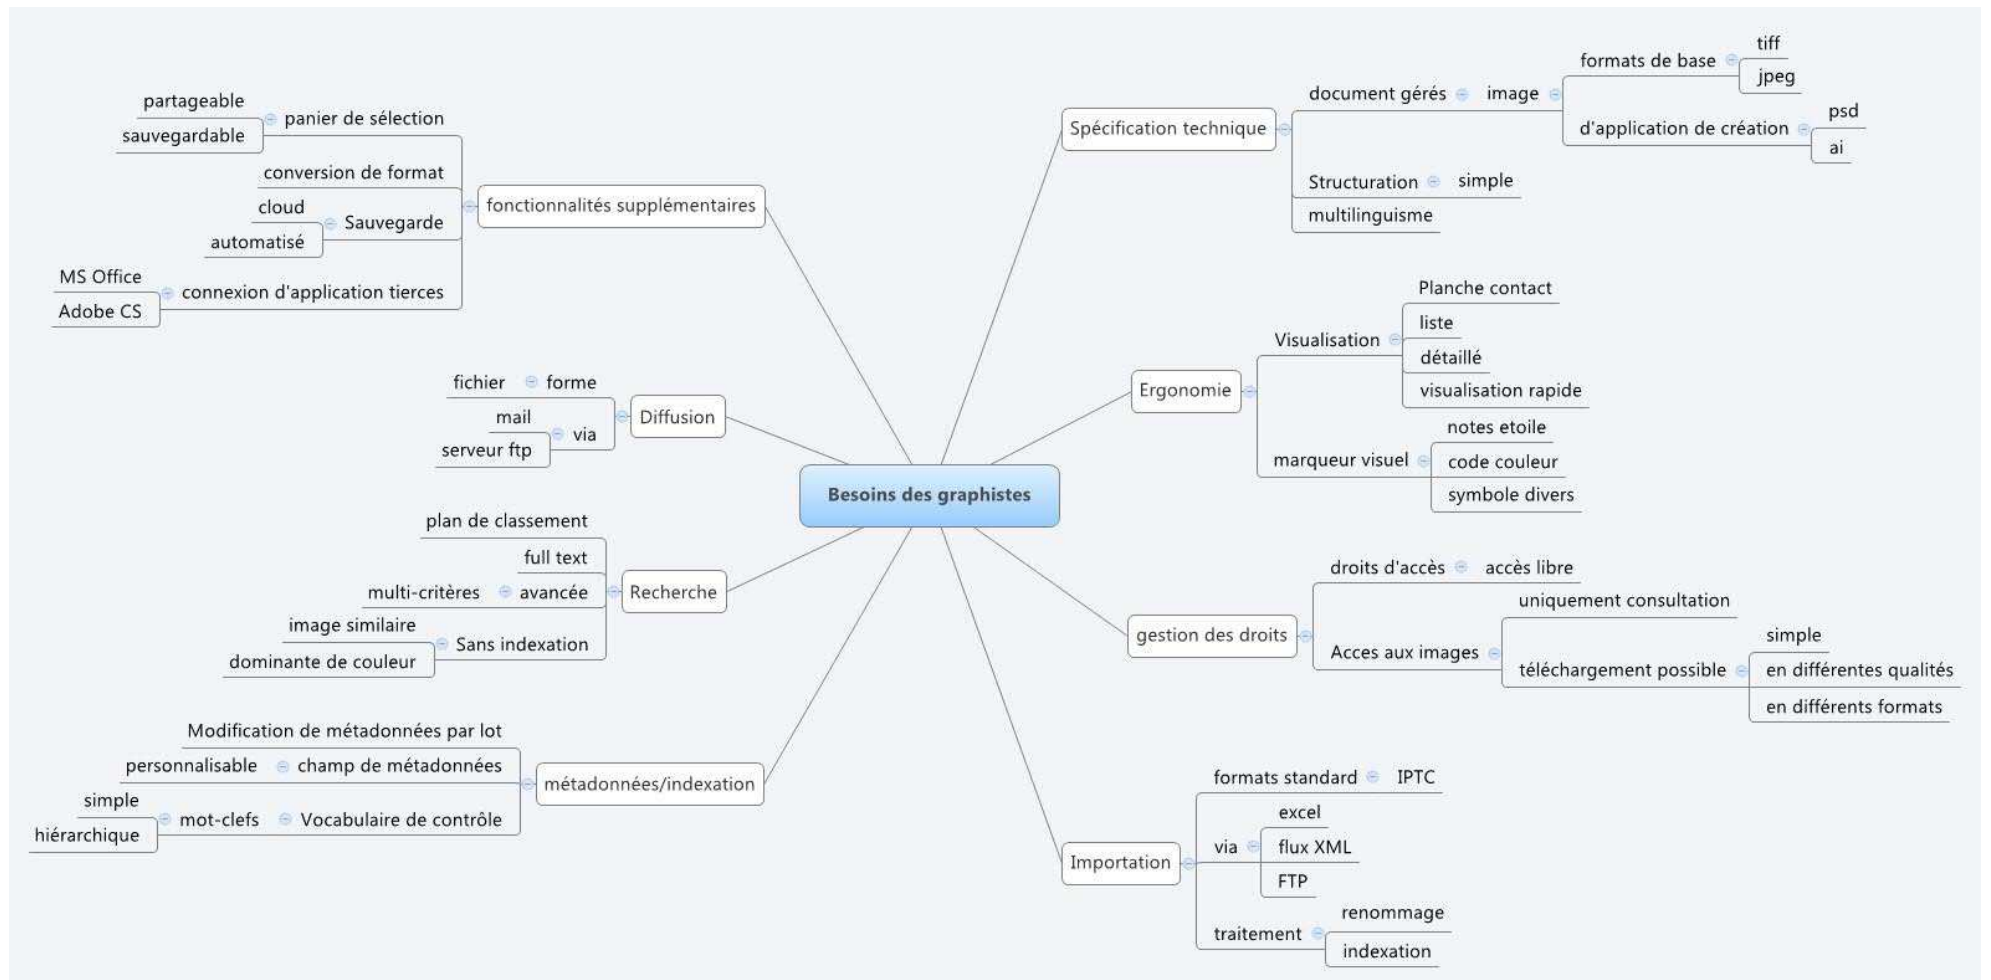 Besoins des graphistes
Spécification technique
document gérés
image
formats de base
tiff
jpeg
d'application de création
psd
ai
Structuration
simple
multilinguisme
Ergonomie
Visualisation
Planche contact
liste
détaillé
visualisation rapide
marqueur visuel
notes etoile
code couleur
symbole divers
gestion des droits
droits d'accès
accès libre
Acces aux images
uniquement consultation
téléchargement possible
simple
en différentes qualités
en différents formats
Importation
formats standard
IPTC
via
excel
flux XML
FTP
traitement
renommage
indexation
fonctionnalités supplémentaires
panier de sélection
partageable
sauvegardable
conversion de format
Sauvegarde
cloud
automatisé
connexion d'application tierces
MS Office
Adobe CS
Diffusion
forme
fichier
via
mail
serveur ftp
Recherche
plan de classement
full text
avancée
multi-critères
Sans indexation
image similaire
dominante de couleur
métadonnées/indexation
Modification de métadonnées par lot
champ de métadonnées
personnalisable
Vocabulaire de contrôle
mot-clefs
simple
hiérarchique